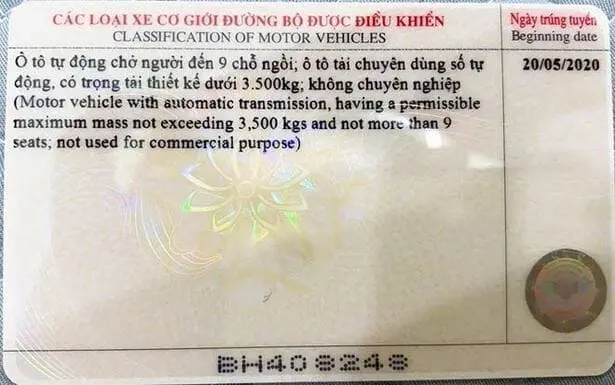 CÁC LOẠI XE CƠ GIỚI ĐƯỜNG BỘ ĐƯỢC ĐIỀU KHIỂN
CLASSIFICATION OF MOTOR VEHICLES
Ngày trúng tuyển
Beginning date
Ô tô tự động chở người đến 9 chỗ ngồi; ô tô tải chuyên dùng số tự
động, có trọng tải thiết kế dưới 3.500kg; không chuyên nghiệp
(Motor vehicle with automatic transmission, having a permissible
maximum mass not exceeding 3,500 kgs and not more than 9
seats; not used for commercial purpose)
20/05/2020
BH408248